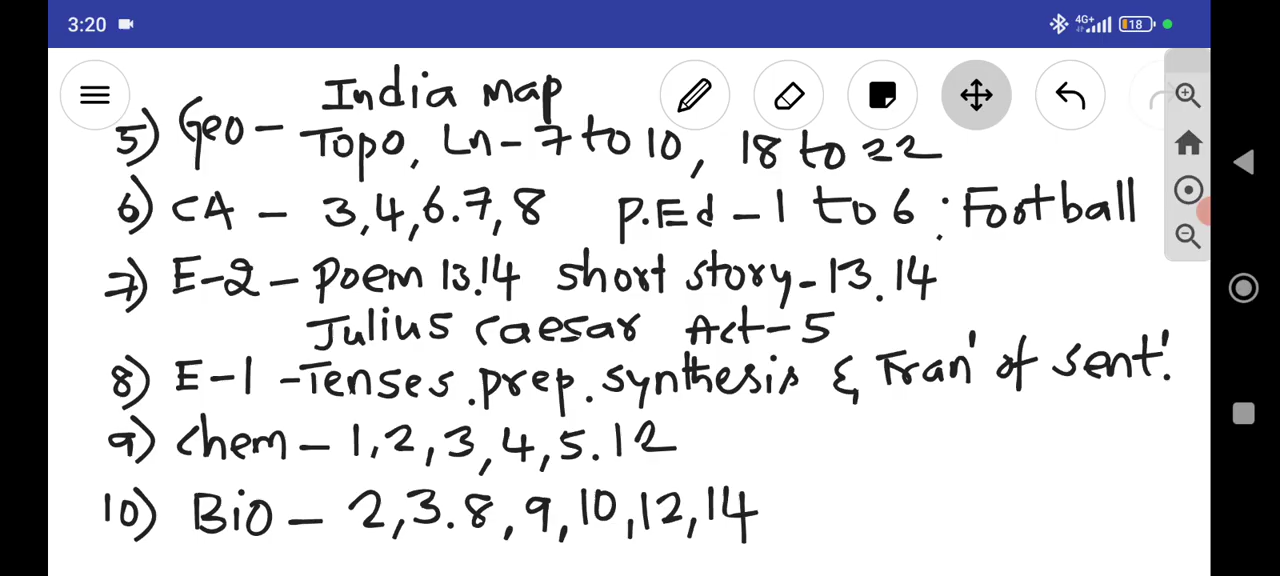 3:20 4G+ 18
India Map
5) Geo - Topo, Ln - 7 to 10, 18 to 22
6) CA - 3,4,6.7,8 P.Ed - 1 to 6 : Football
7) E-2 - Poem 13.14 short story - 13.14
Julius Caesar Act-5
8) E-1 - Tenses.prep.synthesis & Tran' of sent'.
9) Chem - 1,2,3,4,5.12
10) BiO - 2,3.8,9,10,12,14